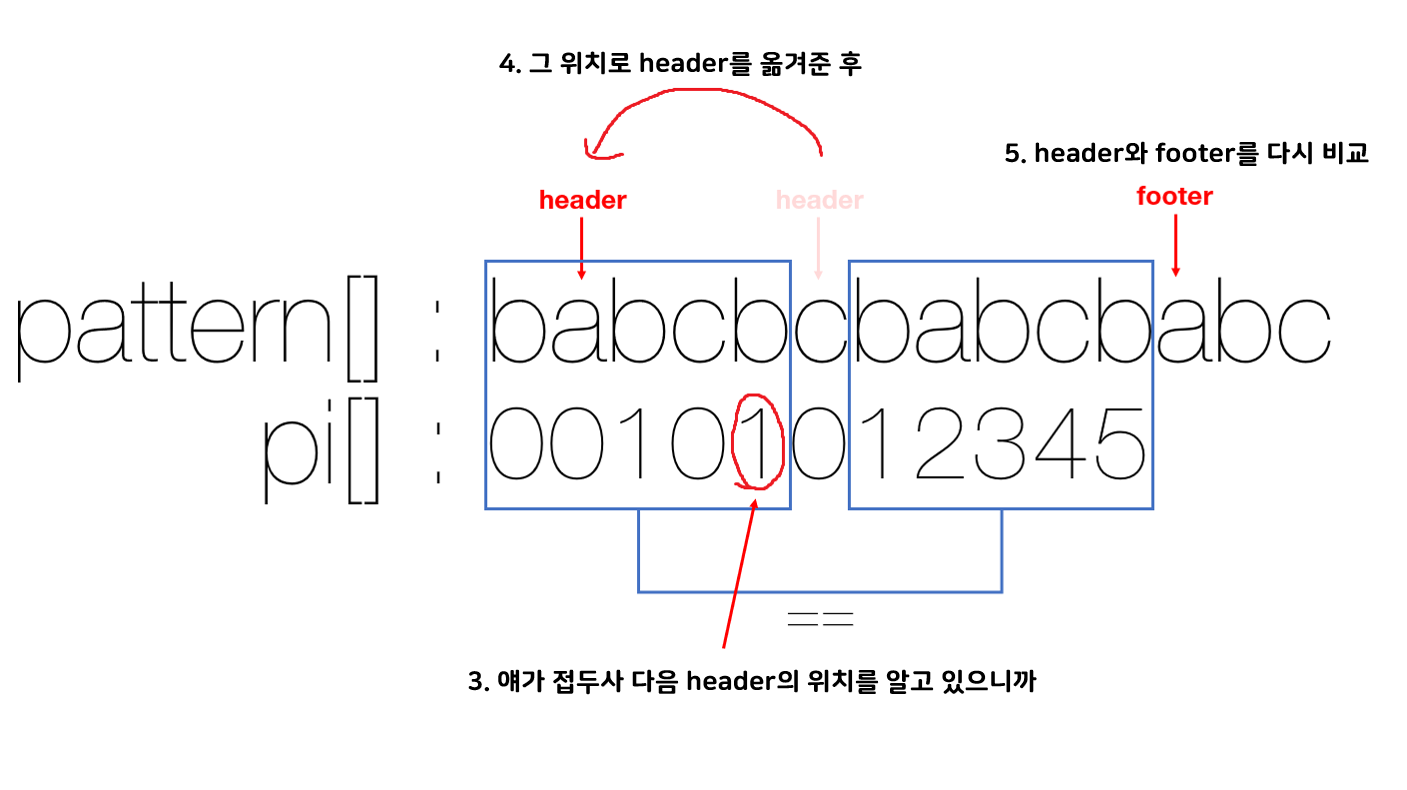 4. 그 위치로 header를 옮겨준 후
5. header와 footer를 다시 비교
header
header
footer
pattern[] : babcbcbabcbabc
pi[] : 00101012345
==
3. 얘가 접두사 다음 header의 위치를 알고 있으니까